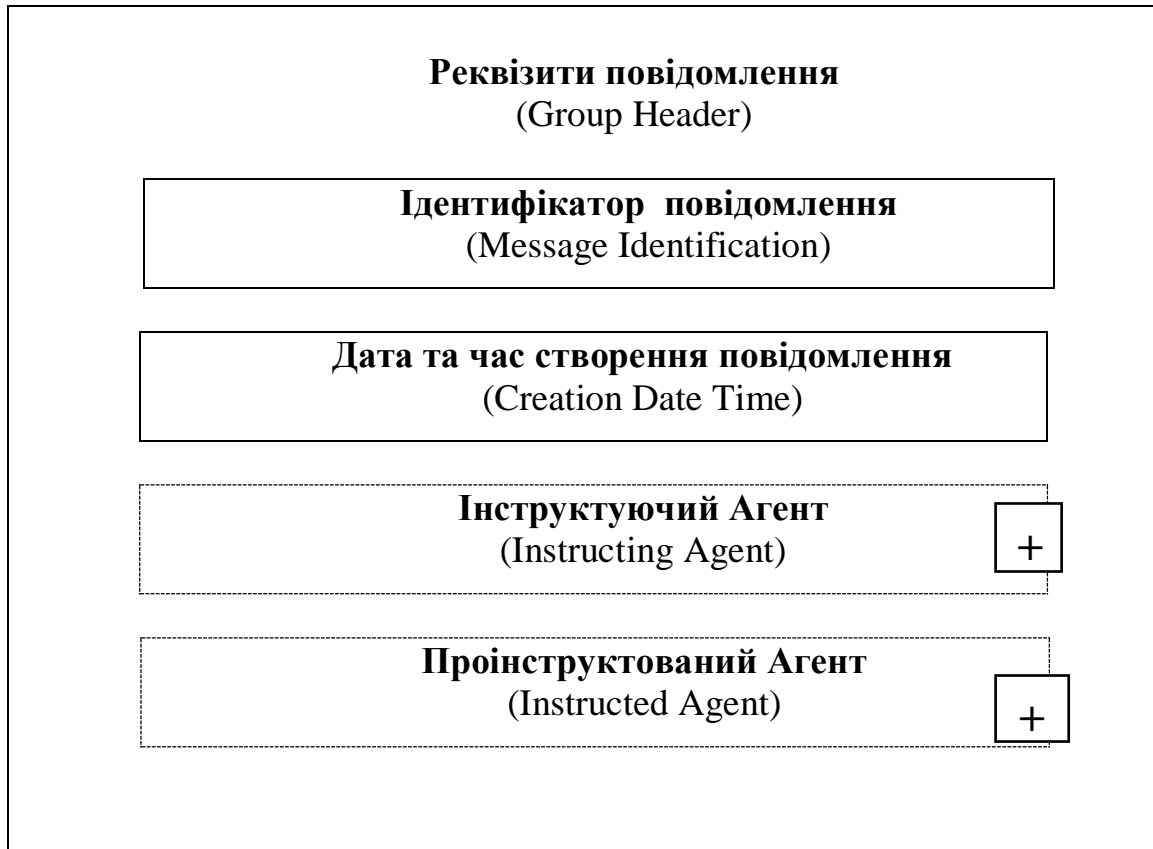 Реквізити повідомлення
(Group Header)
Ідентифікатор повідомлення
(Message Identification)
Дата та час створення повідомлення
(Creation Date Time)
Інструктуючий Агент
(Instructing Agent)
+
Проінструктований Агент
(Instructed Agent)
+